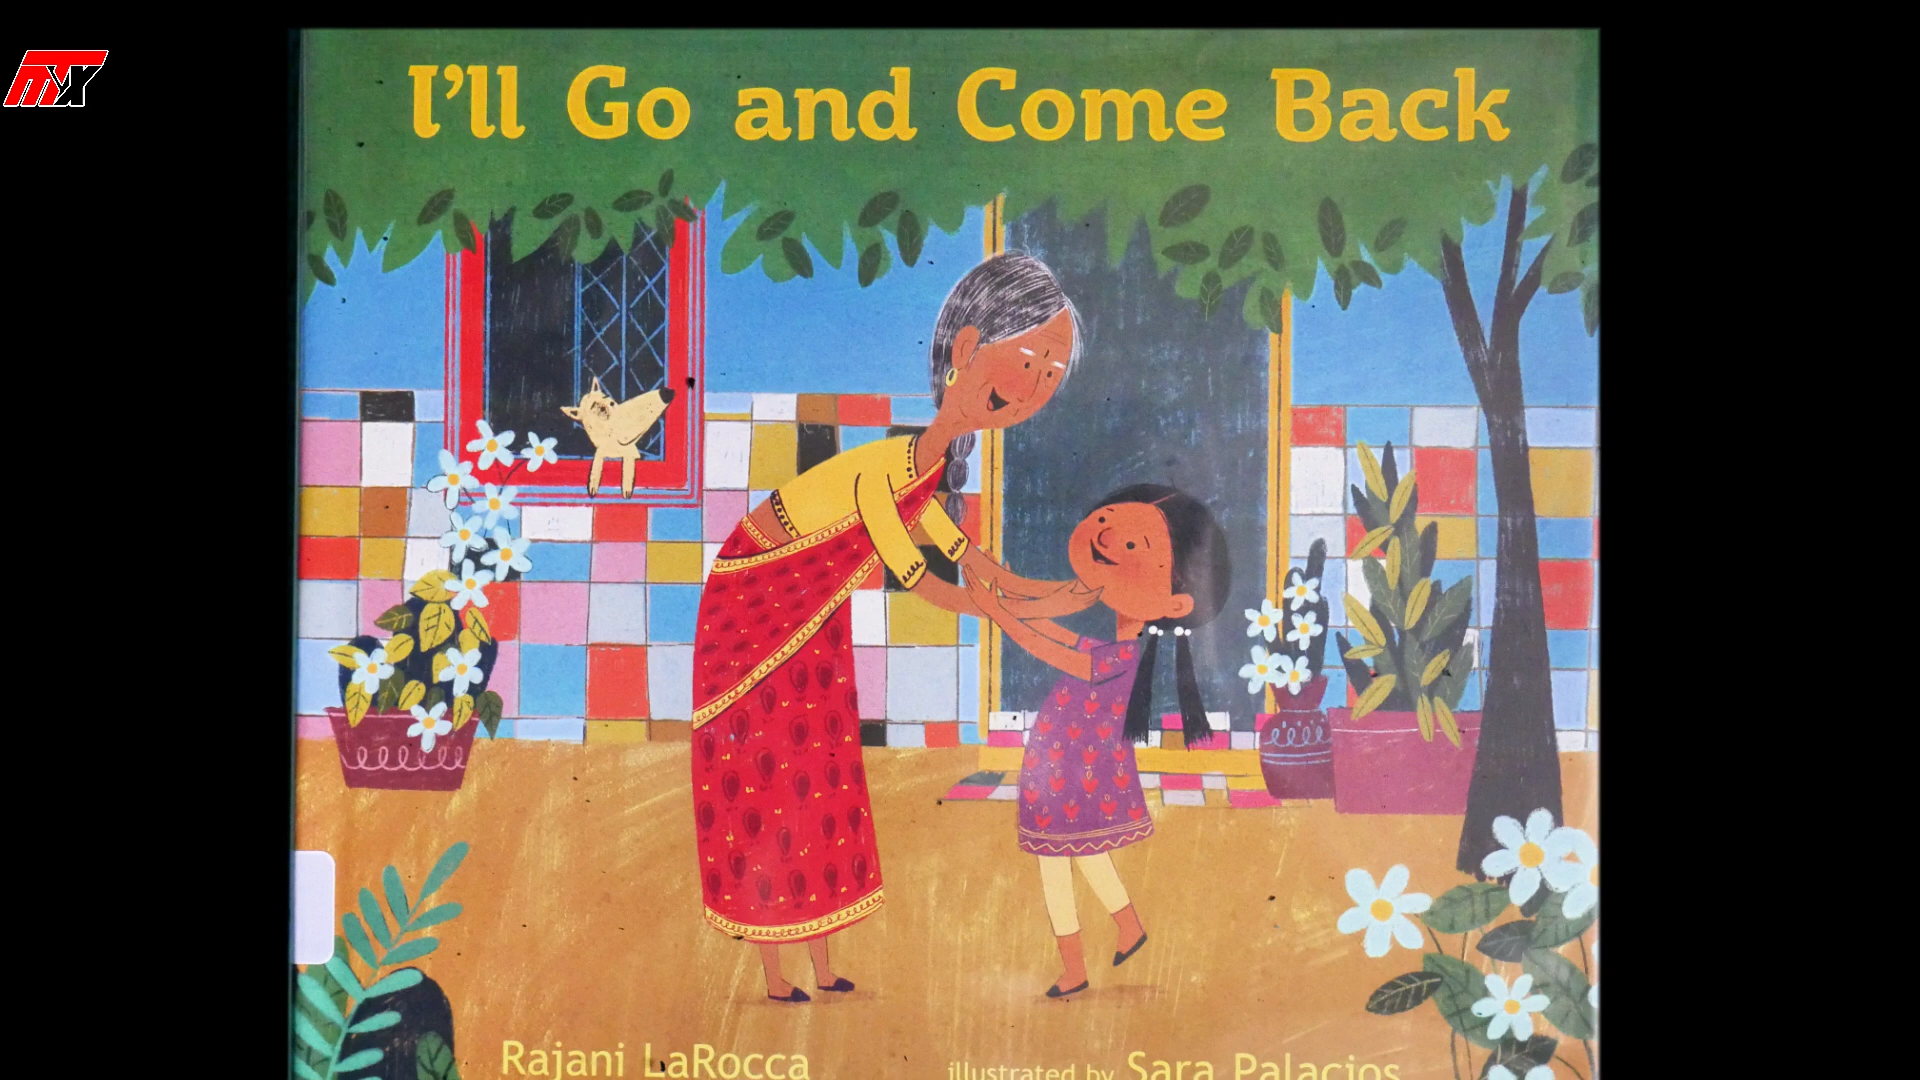 I'll Go and Come Back
Rajani LaRocca
illustrated by Sara Palacios